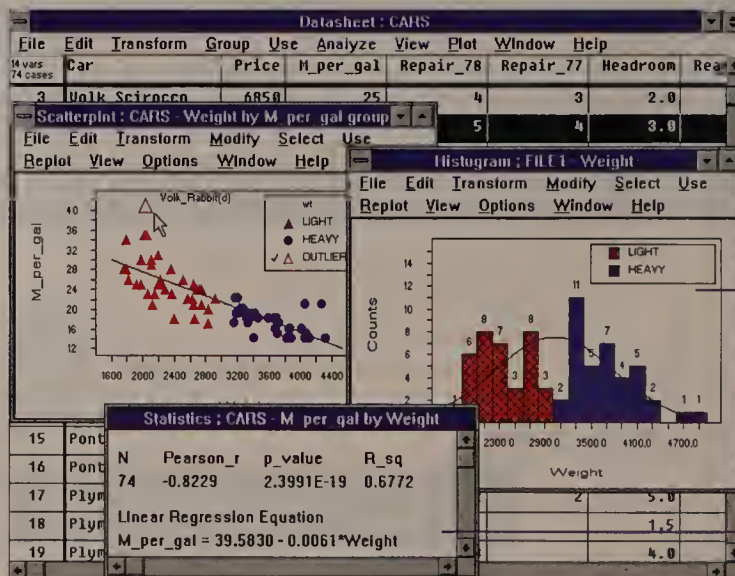 Datasheet : CARS
File Edit Transform Group Use Analyze View Plot Window Help
14 vars
74 cases
Car Price M_per_gal Repair_78 Repair_77 Headroom Rea
3 Volk Scirocco 6850 25 4 3 2.0
5 4 3.0
Scatterplot : CARS - Weight by M_per_gal group
File Edit Transform Modify Select Use
Replot View Options Window Help
Volk_Rabbit(d)
wt
LIGHT
HEAVY
✓ OUTLIER
M_per_gal
40
36
32
28
24
20
16
12
1600 2000 2400 2800 3200 3600 4000 4400
Histogram : FILE1 - Weight
File Edit Transform Modify Select Use
Replot View Options Window Help
LIGHT
HEAVY
Counts
14
12
10
8
6
4
2
6 8 7 3 8 3 2 11 5 7 4 5 2 1 1
2300.0 2900.0 3500.0 4100.0 4700.0
Weight
Statistics : CARS - M_per_gal by Weight
N Pearson_r p_value R_sq
74 -0.8229 2.3991E-19 0.6772
Linear Regression Equation
M_per_gal = 39.5830 - 0.0061*Weight
15 Pont
16 Pont
17 Plym 2 5.0
18 Plym 1.5
19 Plym 4.0